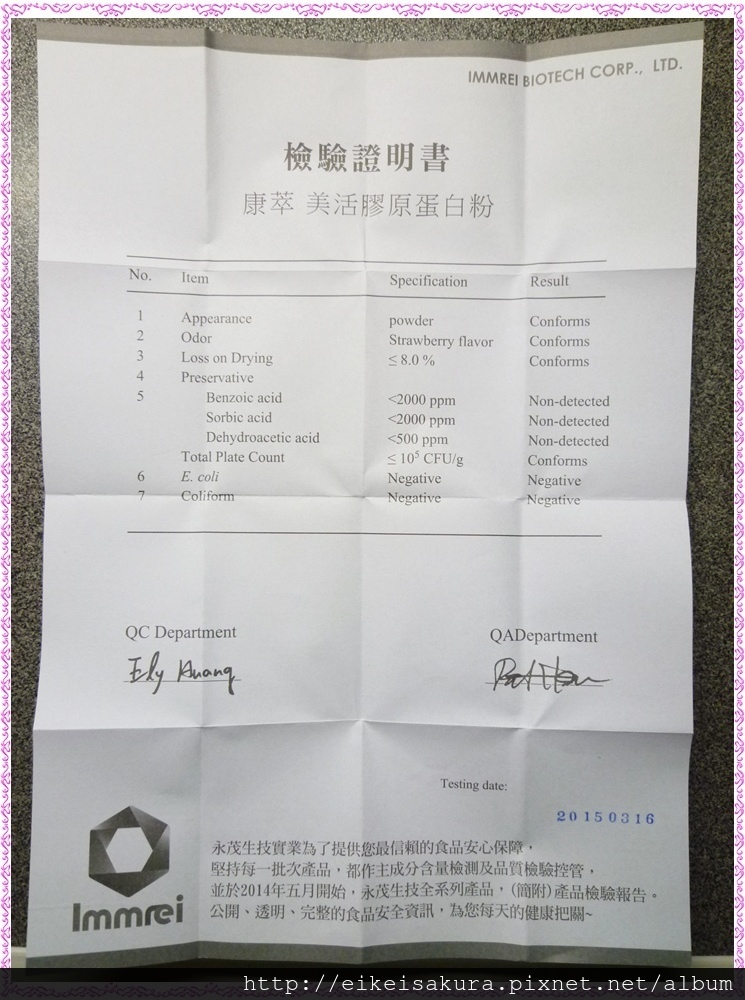 IMMREI BIOTECH CORP., LTD.
檢驗證明書
康萃 美活膠原蛋白粉
No. Item Specification Result
1 Appearance powder Conforms
2 Odor Strawberry flavor Conforms
3 Loss on Drying ≤ 8.0 % Conforms
4 Preservative
5 Benzoic acid <2000 ppm Non-detected
Sorbic acid <2000 ppm Non-detected
Dehydroacetic acid <500 ppm Non-detected
Total Plate Count ≤ 10⁵ CFU/g Conforms
6 E. coli Negative Negative
7 Coliform Negative Negative
QC Department QADepartment
Ely Huang
Testing date:
20150316
永茂生技實業為了提供您最信賴的食品安心保障，
堅持每一批次產品，都作主成分含量檢測及品質檢驗控管，
並於2014年五月開始，永茂生技全系列產品，(簡附)產品檢驗報告。
公開、透明、完整的食品安全資訊，為您每天的健康把關~
Immrei
http://eikeisakura.pixnet.net/album